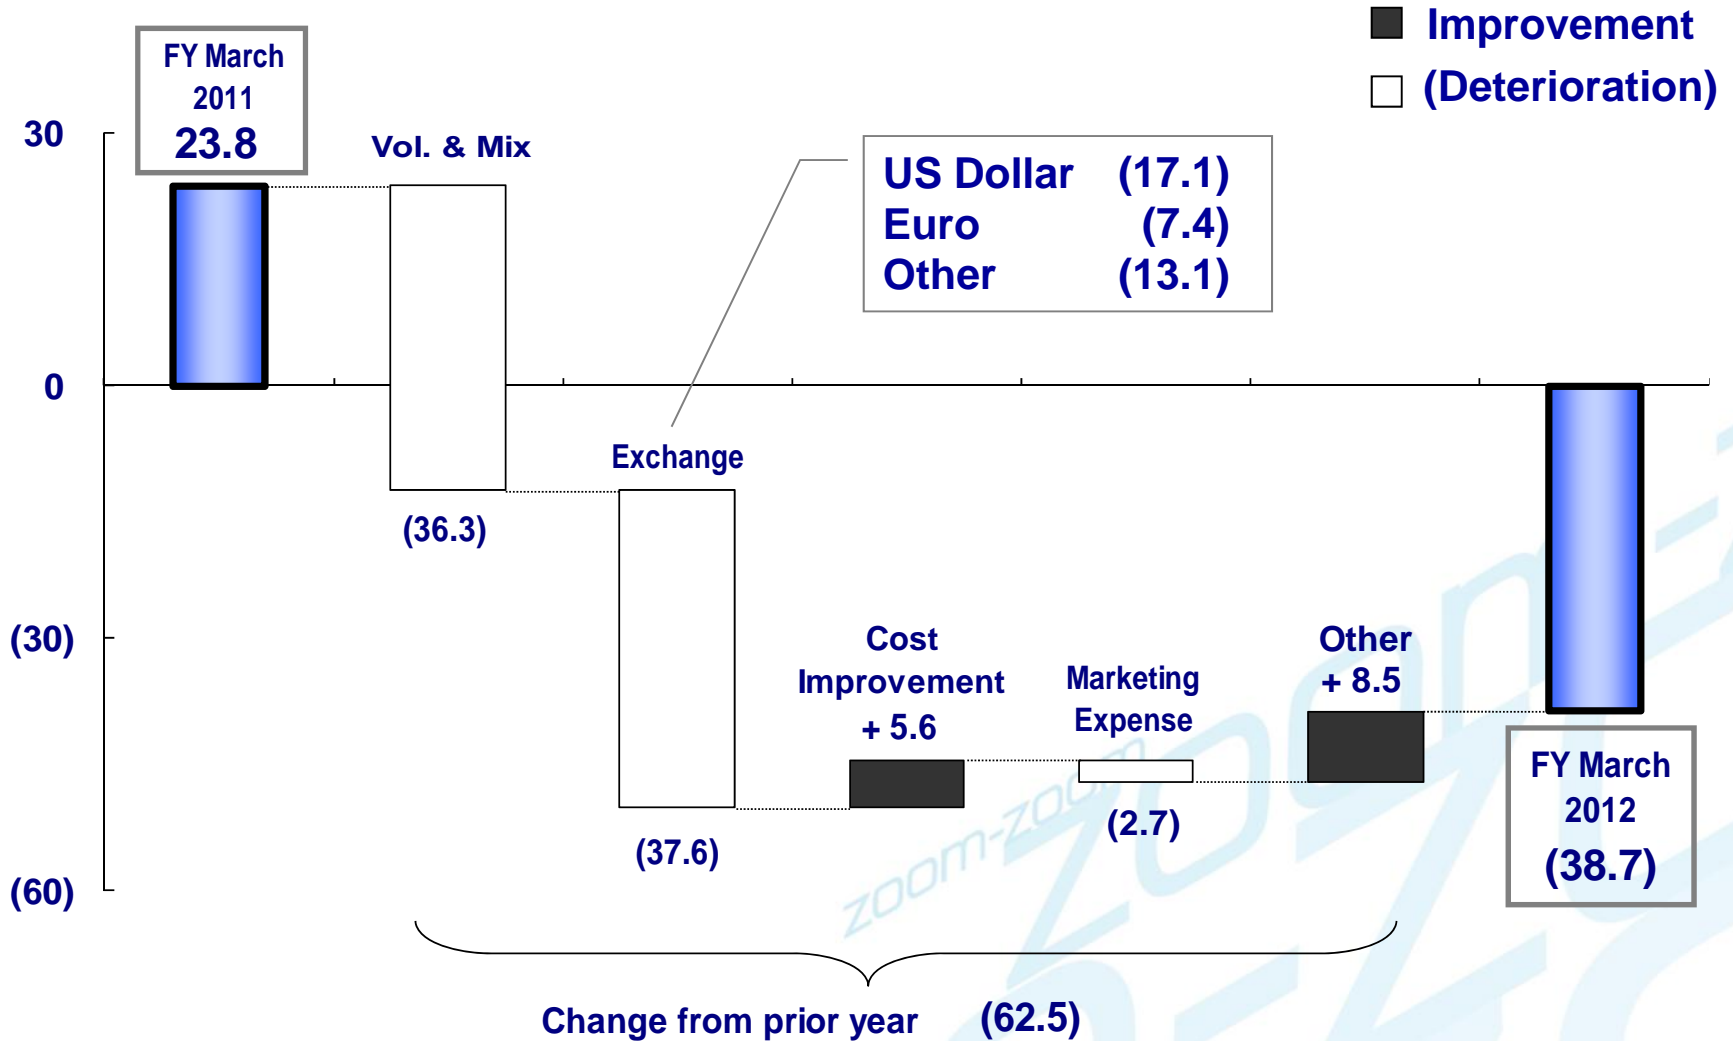 Improvement
(Deterioration)
FY March
2011
23.8
Vol. & Mix
30
US Dollar (17.1)
Euro (7.4)
Other (13.1)
0
Exchange
(36.3)
(30)
Cost
Improvement
+ 5.6
Marketing
Expense
Other
+ 8.5
(37.6)
(2.7)
FY March
2012
(38.7)
(60)
zoom-zoom
Change from prior year (62.5)